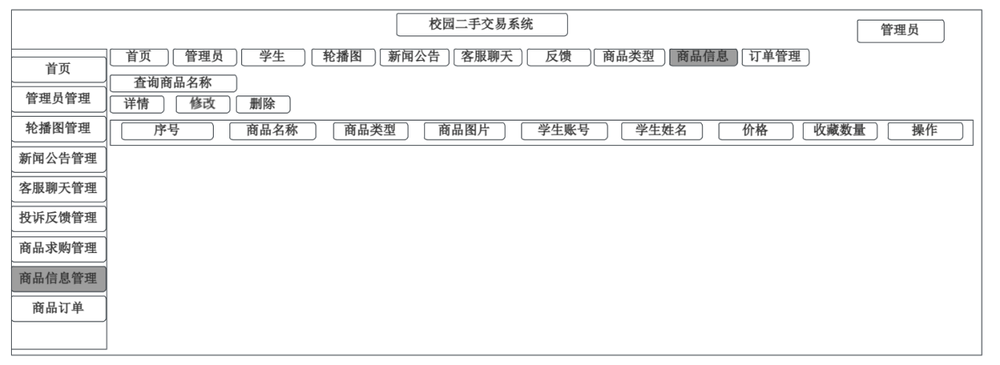 校园二手交易系统
管理员
首页 管理员 学生 轮播图 新闻公告 客服聊天 反馈 商品类型 商品信息 订单管理
首页
管理员管理
轮播图管理
新闻公告管理
客服聊天管理
投诉反馈管理
商品求购管理
商品信息管理
商品订单
查询商品名称
详情 修改 删除
序号 商品名称 商品类型 商品图片 学生账号 学生姓名 价格 收藏数量 操作